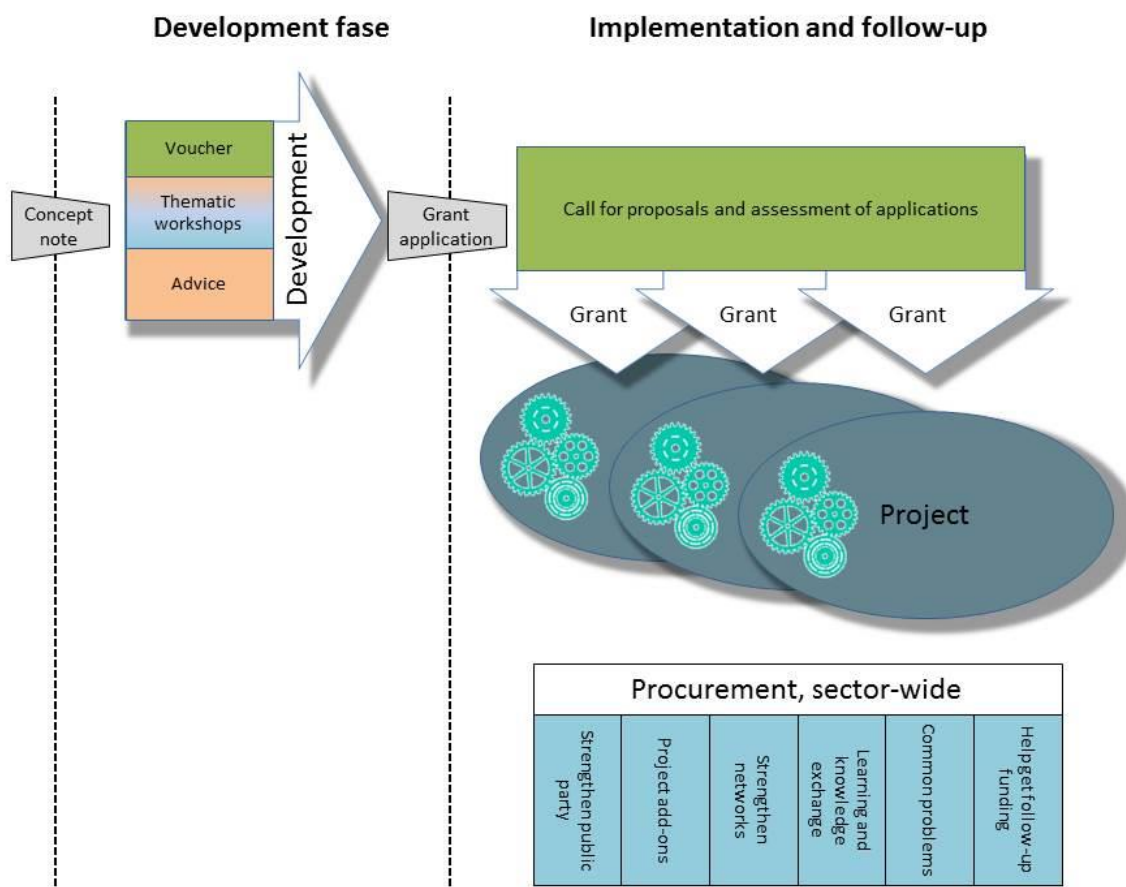 Development fase
Implementation and follow-up
Concept
note
Voucher
Thematic
workshops
Advice
Development
Grant
application
Call for proposals and assessment of applications
Grant
Grant
Grant
Project
Procurement, sector-wide
Strengthen public
party
Project add-ons
Strengthen
networks
Learning and
knowledge
exchange
Common problems
Help get follow-up
funding